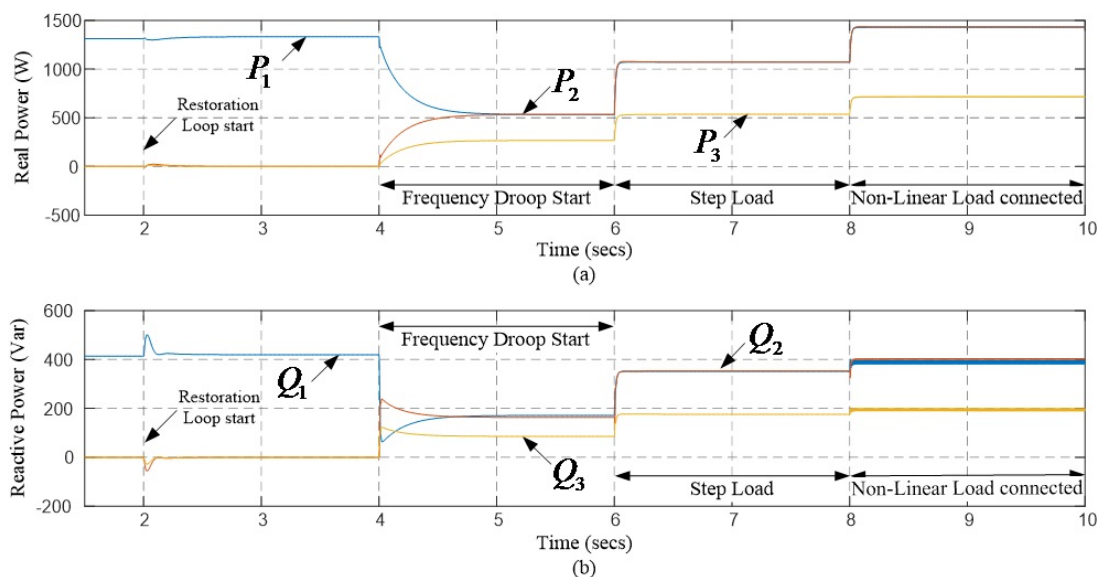 1500
1000
500
0
-500
Real Power (W)
P1
Restoration
Loop start
P2
P3
Frequency Droop Start
Step Load
Non-Linear Load connected
2 3 4 5 6 7 8 9 10
Time (secs)
(a)
600
400
200
0
-200
Reactive Power (Var)
Frequency Droop Start
Q1
Q2
Restoration
Loop start
Q3
Step Load
Non-Linear Load connected
2 3 4 5 6 7 8 9 10
Time (secs)
(b)